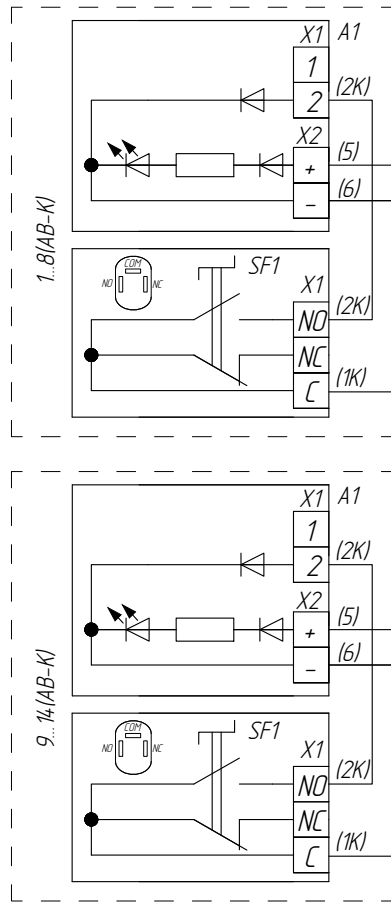 X1 A1
1
2 (2K)
X2
+ (5)
- (6)
1...8(AB-K)
COM
NO NC
SF1
X1
NO (2K)
NC
C (1K)
X1 A1
1
2 (2K)
X2
+ (5)
- (6)
9...14(AB-K)
COM
NO NC
SF1
X1
NO (2K)
NC
C (1K)